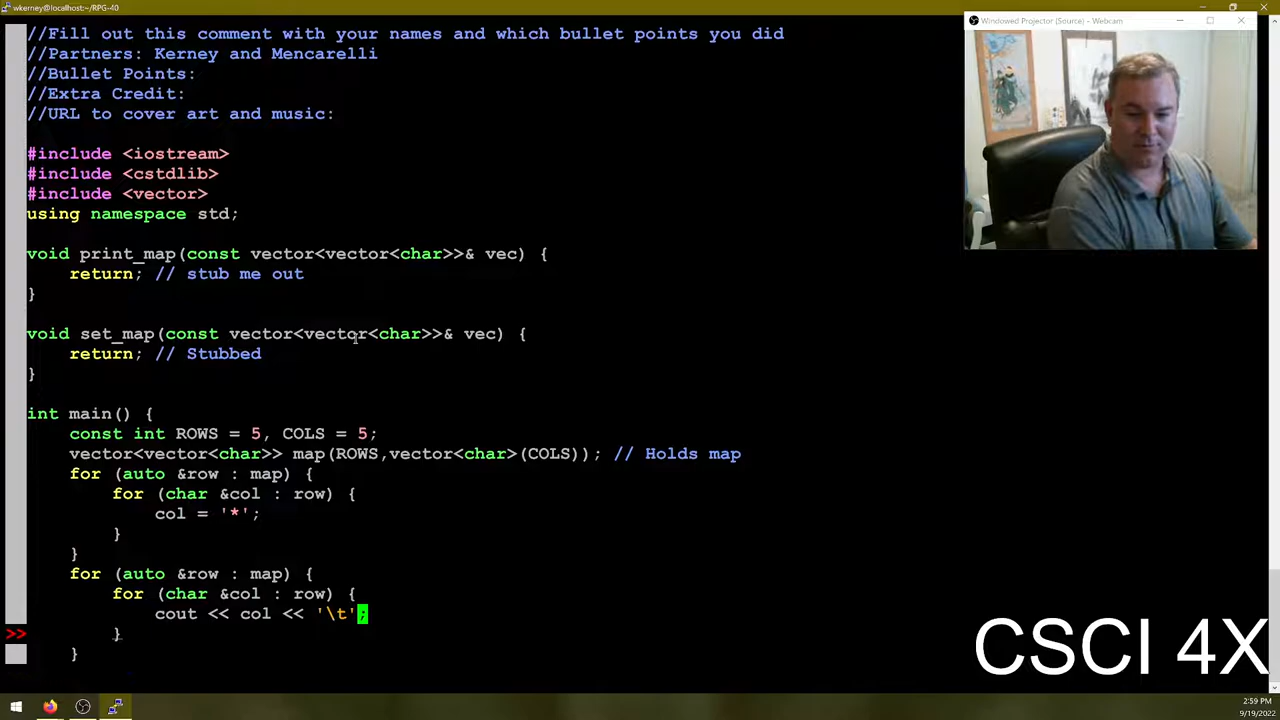 wkerney@localhost:~/RPG-40
//Fill out this comment with your names and which bullet points you did
//Partners: Kerney and Mencarelli
//Bullet Points:
//Extra Credit:
//URL to cover art and music:
#include <iostream>
#include <cstdlib>
#include <vector>
using namespace std;
void print_map(const vector<vector<char>>& vec) {
    return; // stub me out
}
void set_map(const vector<vector<char>>& vec) {
    return; // Stubbed
}
int main() {
    const int ROWS = 5, COLS = 5;
    vector<vector<char>> map(ROWS,vector<char>(COLS)); // Holds map
    for (auto &row : map) {
        for (char &col : row) {
            col = '*';
        }
    }
    for (auto &row : map) {
        for (char &col : row) {
            cout << col << '\t';
>>        }
    }
Windowed Projector (Source) - Webcam
CSCI 4X
2:59 PM
9/19/2022